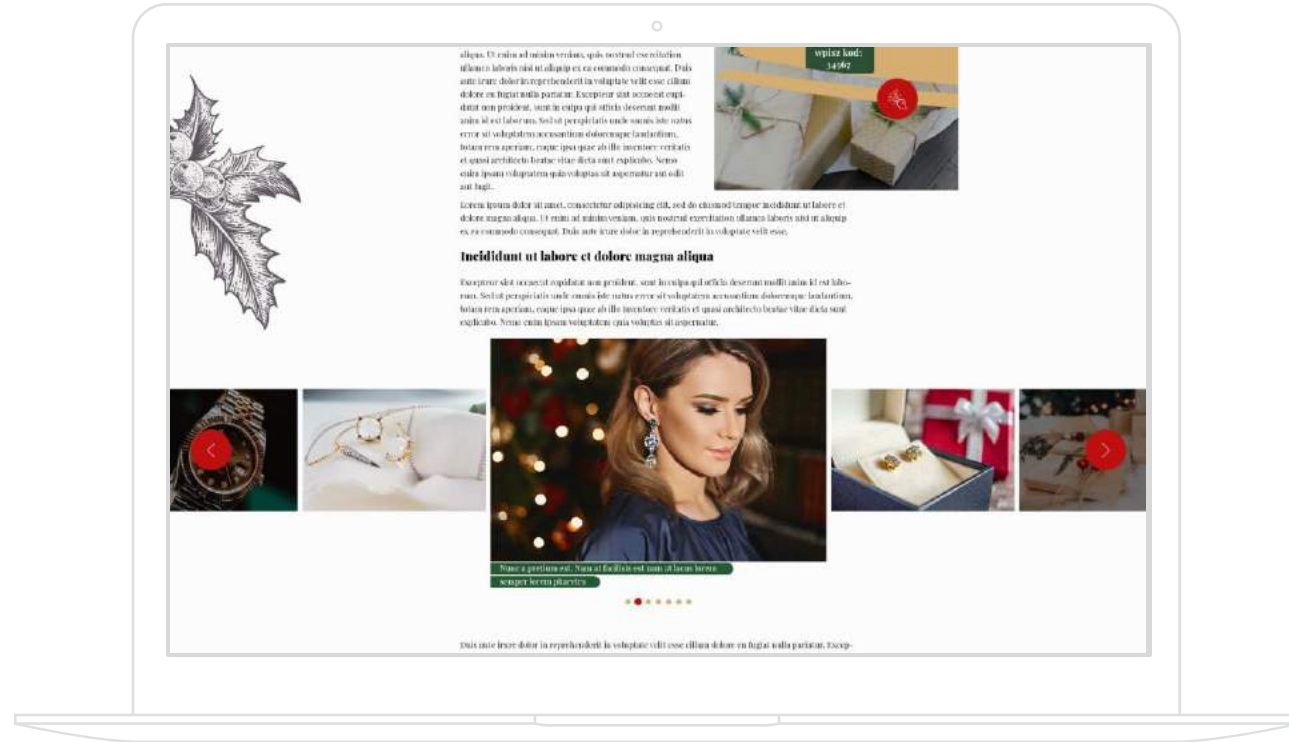 aliqua. Ut enim ad minim veniam, quis nostrud exercitation
ullamco laboris nisi ut aliquip ex ea commodo consequat. Duis
aute irure dolor in reprehenderit in voluptate velit esse cillum
dolore eu fugiat nulla pariatur. Excepteur sint occaecat cupi-
datat non proident, sunt in culpa qui officia deserunt mollit
anim id est laborum. Sed ut perspiciatis unde omnis iste natus
error sit voluptatem accusantium doloremque laudantium,
totam rem aperiam, eaque ipsa quae ab illo inventore veritatis
et quasi architecto beatae vitae dicta sunt explicabo. Nemo
enim ipsam voluptatem quia voluptas sit aspernatur aut odit
aut fugit.
wpisz kod:
34967
Lorem ipsum dolor sit amet, consectetur adipisicing elit, sed do eiusmod tempor incididunt ut labore et
dolore magna aliqua. Ut enim ad minim veniam, quis nostrud exercitation ullamco laboris nisi ut aliquip
ex ea commodo consequat. Duis aute irure dolor in reprehenderit in voluptate velit esse.
Incididunt ut labore et dolore magna aliqua
Excepteur sint occaecat cupidatat non proident, sunt in culpa qui officia deserunt mollit anim id est labo-
rum. Sed ut perspiciatis unde omnis iste natus error sit voluptatem accusantium doloremque laudantium,
totam rem aperiam, eaque ipsa quae ab illo inventore veritatis et quasi architecto beatae vitae dicta sunt
explicabo. Nemo enim ipsam voluptatem quia voluptas sit aspernatur.
Nunc a pretium est. Nam at facilisis est nam ut lacus lorem
semper lorem pharetra
Duis aute irure dolor in reprehenderit in voluptate velit esse cillum dolore eu fugiat nulla pariatur. Excep-